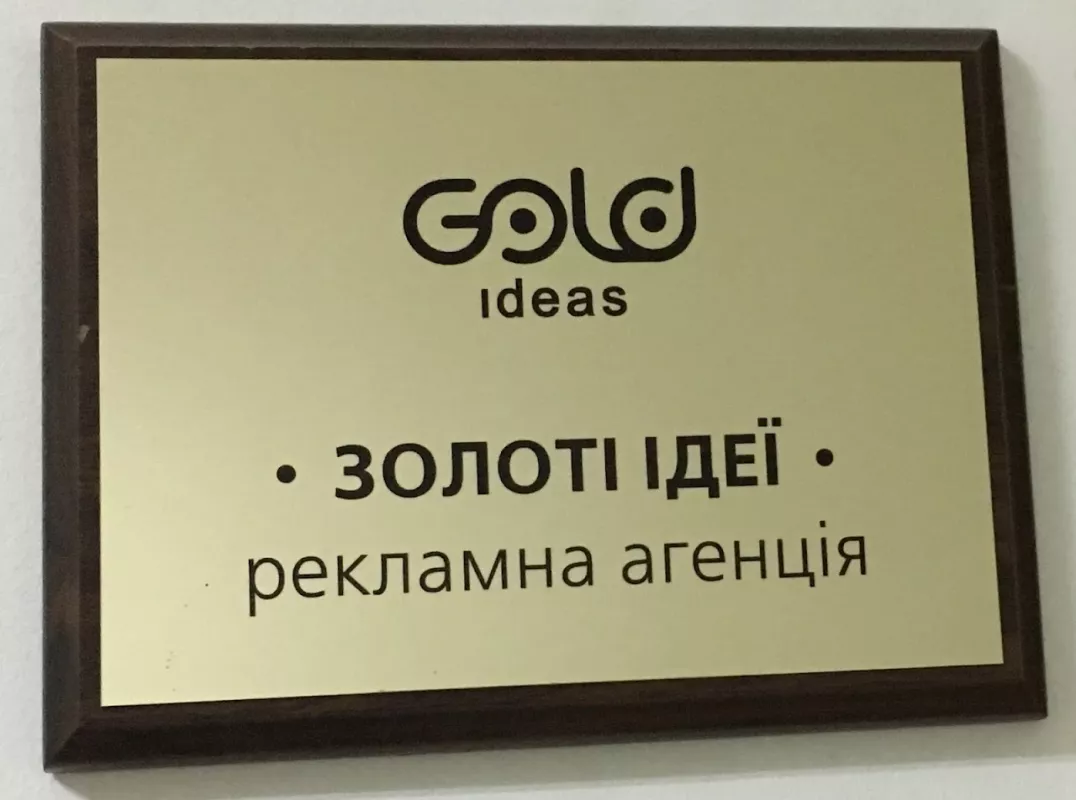 GOLD
ideas
• ЗОЛОТІ ІДЕЇ •
рекламна агенція